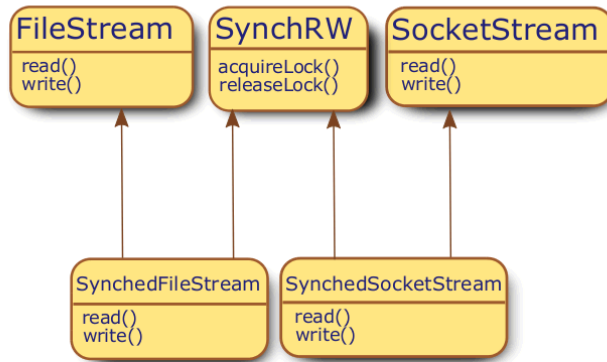 FileStream
read()
write()
SynchRW
acquireLock()
releaseLock()
SocketStream
read()
write()
SynchedFileStream
read()
write()
SynchedSocketStream
read()
write()